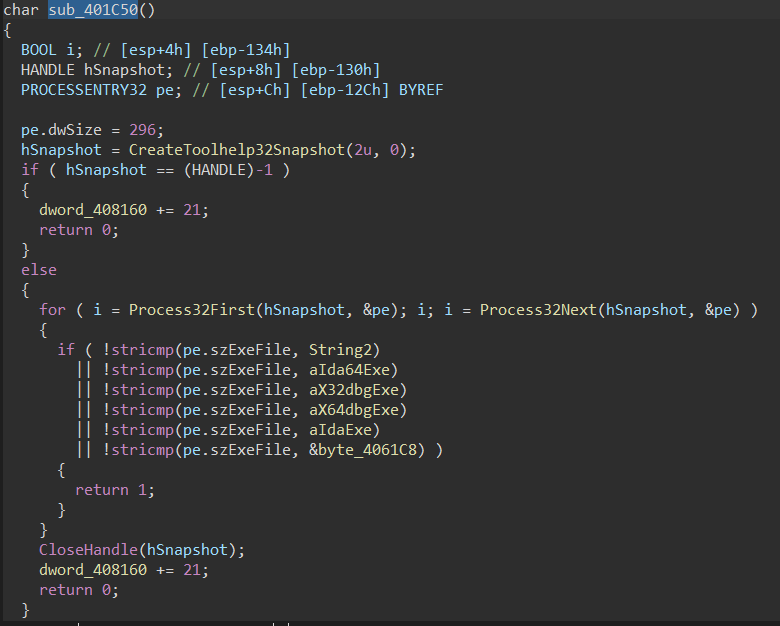 char sub_401C50()
{
  BOOL i; // [esp+4h] [ebp-134h]
  HANDLE hSnapshot; // [esp+8h] [ebp-130h]
  PROCESSENTRY32 pe; // [esp+Ch] [ebp-12Ch] BYREF

  pe.dwSize = 296;
  hSnapshot = CreateToolhelp32Snapshot(2u, 0);
  if ( hSnapshot == (HANDLE)-1 )
  {
    dword_408160 += 21;
    return 0;
  }
  else
  {
    for ( i = Process32First(hSnapshot, &pe); i; i = Process32Next(hSnapshot, &pe) )
    {
      if ( !stricmp(pe.szExeFile, String2)
        || !stricmp(pe.szExeFile, aIda64Exe)
        || !stricmp(pe.szExeFile, aX32dbgExe)
        || !stricmp(pe.szExeFile, aX64dbgExe)
        || !stricmp(pe.szExeFile, aIdaExe)
        || !stricmp(pe.szExeFile, &byte_4061C8) )
      {
        return 1;
      }
    }
    CloseHandle(hSnapshot);
    dword_408160 += 21;
    return 0;
  }